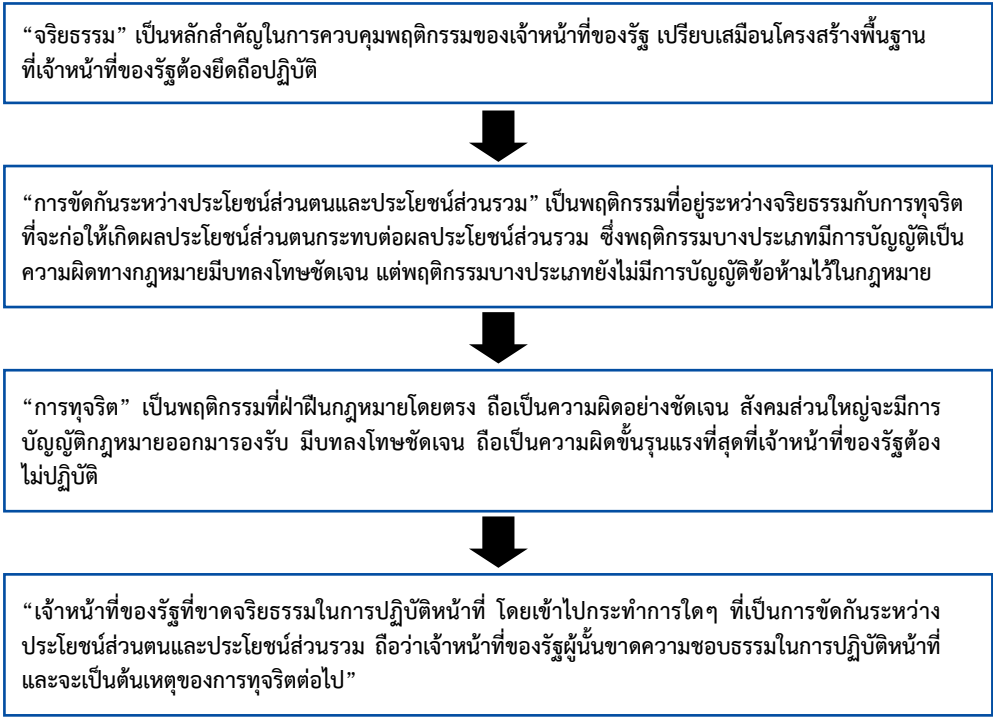 “จริยธรรม” เป็นหลักสำคัญในการควบคุมพฤติกรรมของเจ้าหน้าที่ของรัฐ เปรียบเสมือนโครงสร้างพื้นฐาน
ที่เจ้าหน้าที่ของรัฐต้องยึดถือปฏิบัติ
“การขัดกันระหว่างประโยชน์ส่วนตนและประโยชน์ส่วนรวม” เป็นพฤติกรรมที่อยู่ระหว่างจริยธรรมกับการทุจริต
ที่จะก่อให้เกิดผลประโยชน์ส่วนตนกระทบต่อผลประโยชน์ส่วนรวม ซึ่งพฤติกรรมบางประเภทมีการบัญญัติเป็น
ความผิดทางกฎหมายมีบทลงโทษชัดเจน แต่พฤติกรรมบางประเภทยังไม่มีการบัญญัติข้อห้ามไว้ในกฎหมาย
“การทุจริต” เป็นพฤติกรรมที่ฝ่าฝืนกฎหมายโดยตรง ถือเป็นความผิดอย่างชัดเจน สังคมส่วนใหญ่จะมีการ
บัญญัติกฎหมายออกมารองรับ มีบทลงโทษชัดเจน ถือเป็นความผิดขั้นรุนแรงที่สุดที่เจ้าหน้าที่ของรัฐต้อง
ไม่ปฏิบัติ
“เจ้าหน้าที่ของรัฐที่ขาดจริยธรรมในการปฏิบัติหน้าที่ โดยเข้าไปกระทำการใดๆ ที่เป็นการขัดกันระหว่าง
ประโยชน์ส่วนตนและประโยชน์ส่วนรวม ถือว่าเจ้าหน้าที่ของรัฐผู้นั้นขาดความชอบธรรมในการปฏิบัติหน้าที่
และจะเป็นต้นเหตุของการทุจริตต่อไป”